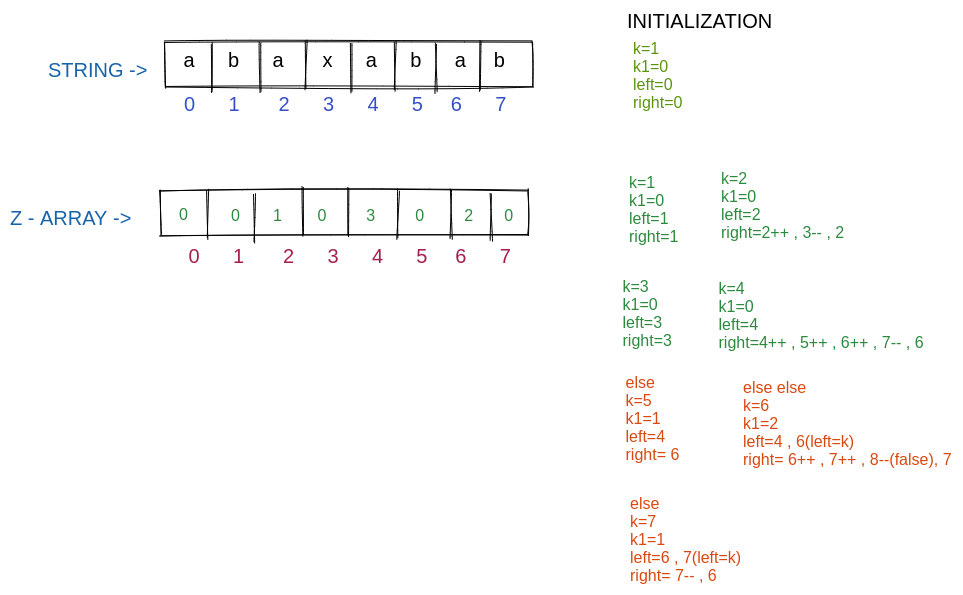 INITIALIZATION
STRING -> a b a x a b a b
0 1 2 3 4 5 6 7
k=1
k1=0
left=0
right=0
Z - ARRAY -> 0 0 1 0 3 0 2 0
0 1 2 3 4 5 6 7
k=1
k1=0
left=1
right=1
k=2
k1=0
left=2
right=2++ , 3-- , 2
k=3
k1=0
left=3
right=3
k=4
k1=0
left=4
right=4++ , 5++ , 6++ , 7-- , 6
else
k=5
k1=1
left=4
right= 6
else else
k=6
k1=2
left=4 , 6(left=k)
right= 6++ , 7++ , 8--(false), 7
else
k=7
k1=1
left=6 , 7(left=k)
right= 7-- , 6